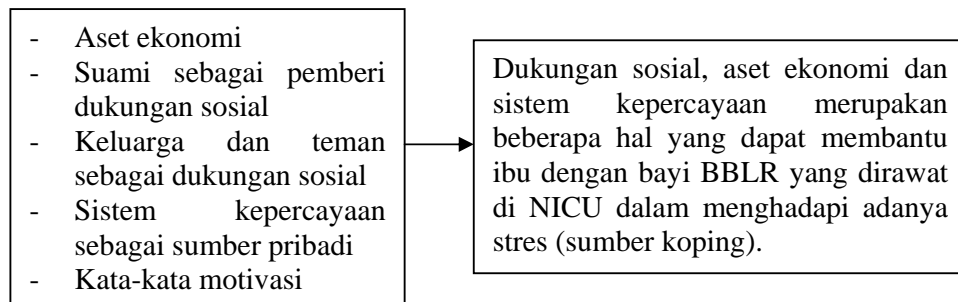 - Aset ekonomi
- Suami sebagai pemberi
dukungan sosial
- Keluarga dan teman
sebagai dukungan sosial
- Sistem kepercayaan
sebagai sumber pribadi
- Kata-kata motivasi
Dukungan sosial, aset ekonomi dan
sistem kepercayaan merupakan
beberapa hal yang dapat membantu
ibu dengan bayi BBLR yang dirawat
di NICU dalam menghadapi adanya
stres (sumber koping).